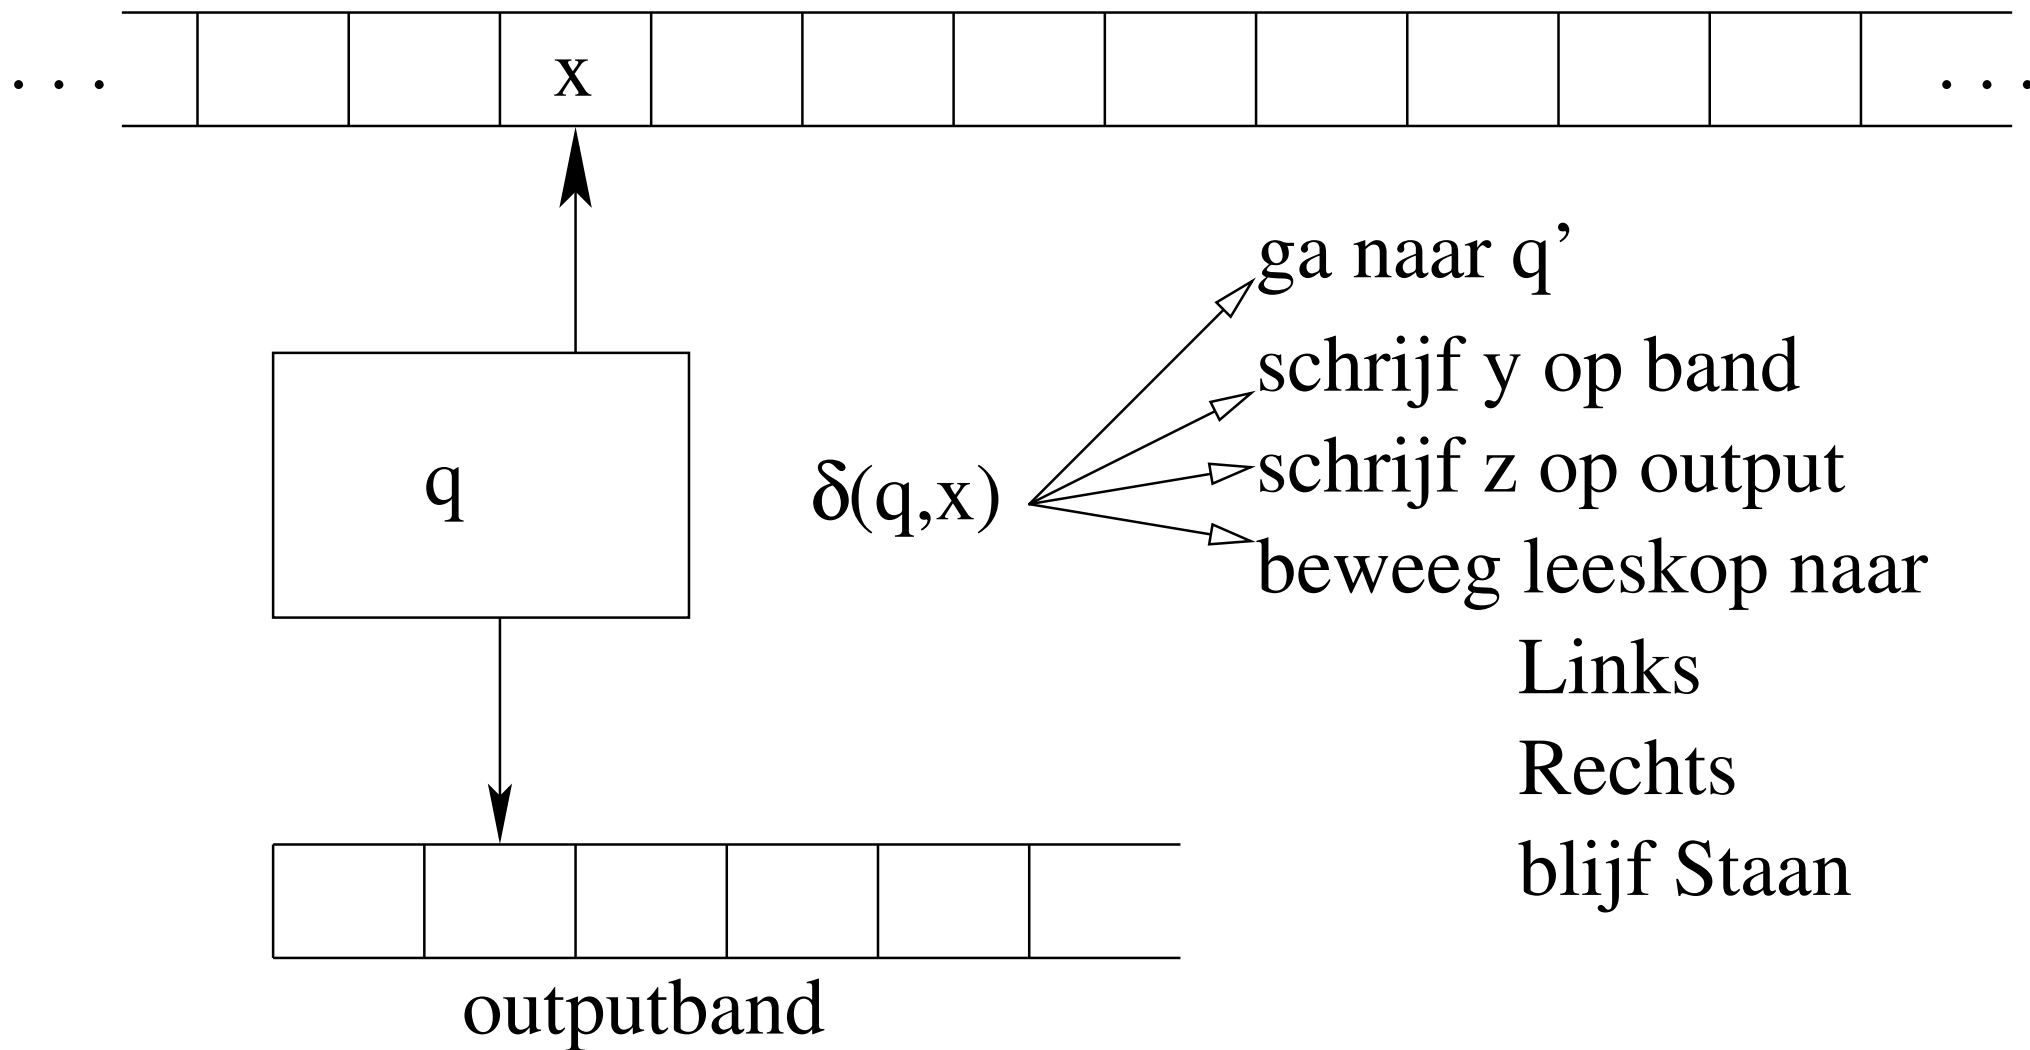 . . . x . . .
ga naar q’
schrijf y op band
q δ(q,x) schrijf z op output
beweeg leeskop naar
Links
Rechts
blijf Staan
outputband